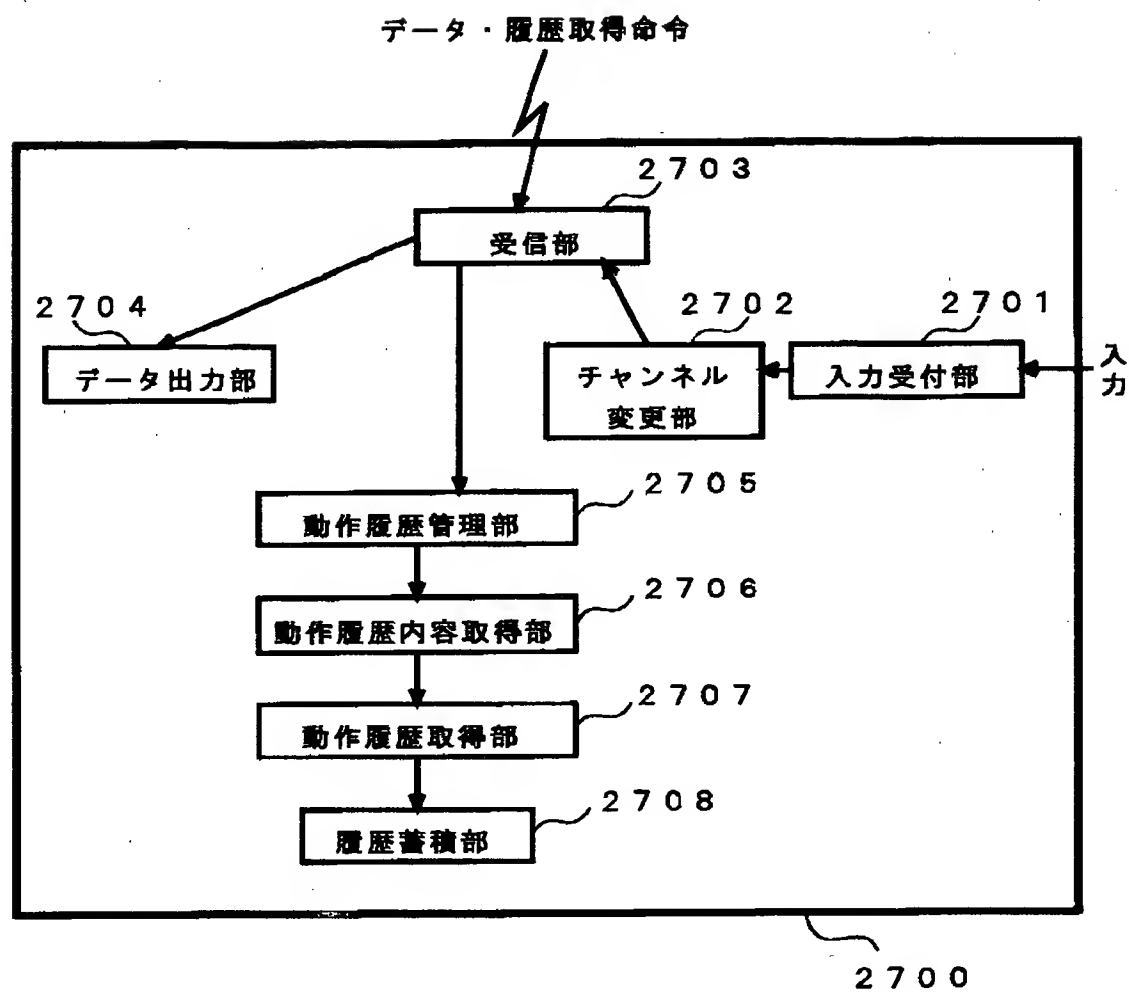 データ・履歴取得命令
２７０３
受信部
２７０４
データ出力部
２７０２
チャンネル
変更部
２７０１
入力受付部
入力
２７０５
動作履歴管理部
２７０６
動作履歴内容取得部
２７０７
動作履歴取得部
２７０８
履歴蓄積部
２７００